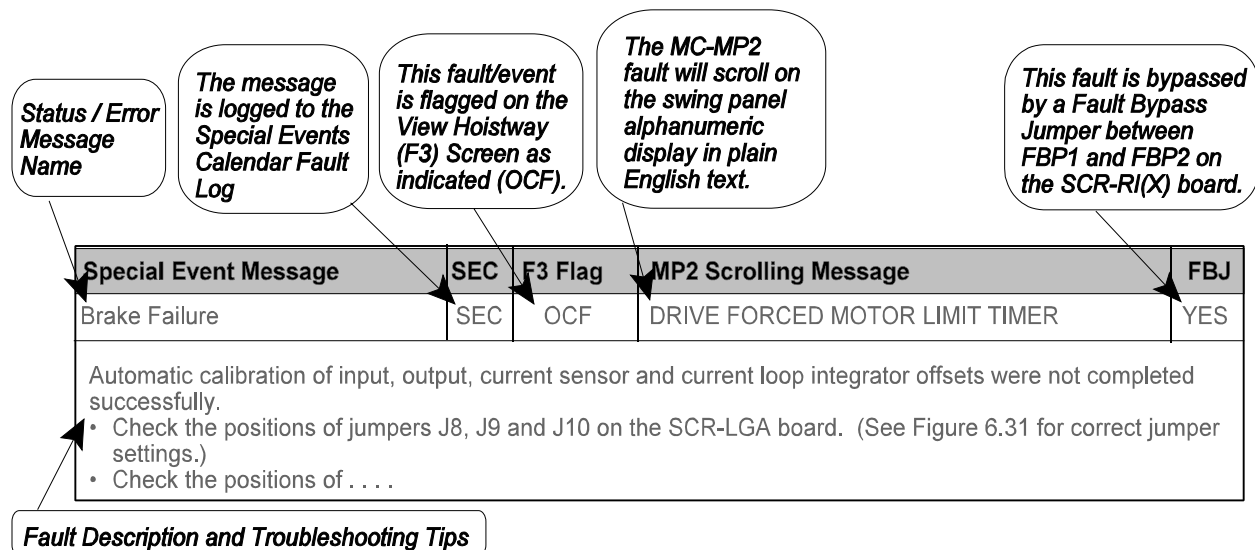 Status / Error
Message
Name
The message
is logged to the
Special Events
Calendar Fault
Log
This fault/event
is flagged on the
View Hoistway
(F3) Screen as
indicated (OCF).
The MC-MP2
fault will scroll on
the swing panel
alphanumeric
display in plain
English text.
This fault is bypassed
by a Fault Bypass
Jumper between
FBP1 and FBP2 on
the SCR-RI(X) board.
Special Event Message SEC F3 Flag MP2 Scrolling Message FBJ
Brake Failure SEC OCF DRIVE FORCED MOTOR LIMIT TIMER YES
Automatic calibration of input, output, current sensor and current loop integrator offsets were not completed
successfully.
• Check the positions of jumpers J8, J9 and J10 on the SCR-LGA board. (See Figure 6.31 for correct jumper
settings.)
• Check the positions of . . . .
Fault Description and Troubleshooting Tips